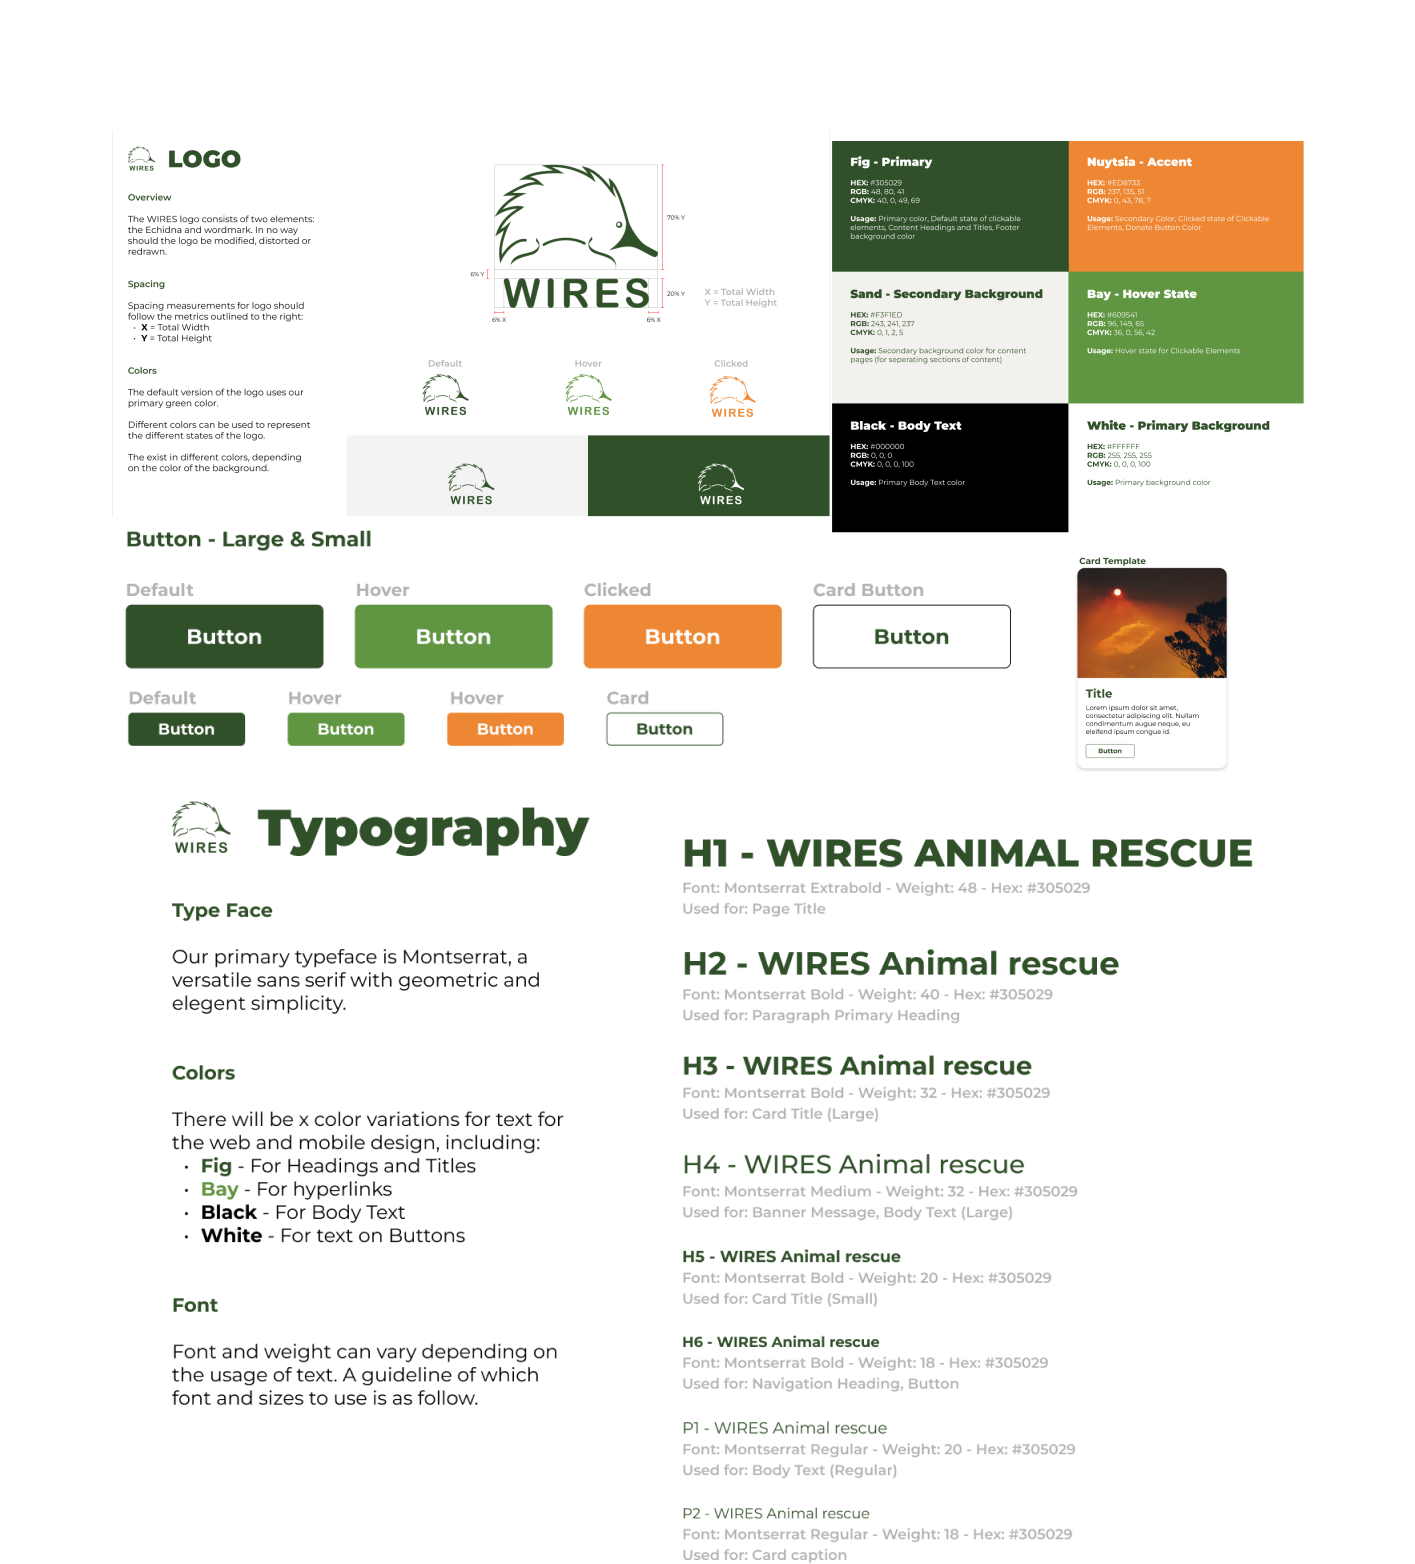 WIRES
LOGO
Overview
The WIRES logo consists of two elements:
the Echidna and wordmark. In no way
should the logo be modified, distorted or
redrawn.
Spacing
Spacing measurements for logo should
follow the metrics outlined to the right:
• X = Total Width
• Y = Total Height
Colors
The default version of the logo uses our
primary green color.
Different colors can be used to represent
the different states of the logo.
The exist in different colors, depending
on the color of the background.
70% Y
6% Y
WIRES
20% Y
6% X
6% X
X = Total Width
Y = Total Height
Default
Hover
Clicked
WIRES
WIRES
WIRES
WIRES
WIRES
Fig - Primary
HEX: #305029
RGB: 48, 80, 41
CMYK: 40, 0, 49, 69
Usage: Primary color, Default state of clickable
elements, Content Headings and Titles, Footer
background color
Nuytsia - Accent
HEX: #ED8733
RGB: 237, 135, 51
CMYK: 0, 43, 78, 7
Usage: Secondary Color, Clicked state of Clickable
Elements, Donate Button Color
Sand - Secondary Background
HEX: #F3F1ED
RGB: 243, 241, 237
CMYK: 0, 1, 2, 5
Usage: Secondary background color for content
pages (for seperating sections of content)
Bay - Hover State
HEX: #609541
RGB: 96, 149, 65
CMYK: 36, 0, 56, 42
Usage: Hover state for Clickable Elements
Black - Body Text
HEX: #000000
RGB: 0, 0, 0
CMYK: 0, 0, 0, 100
Usage: Primary Body Text color
White - Primary Background
HEX: #FFFFFF
RGB: 255, 255, 255
CMYK: 0, 0, 0, 100
Usage: Primary background color
Button - Large & Small
Default
Hover
Clicked
Card Button
Button
Button
Button
Button
Default
Hover
Hover
Card
Button
Button
Button
Button
Card Template
Title
Lorem ipsum dolor sit amet,
consectetur adipiscing elit. Nullam
condimentum augue neque, eu
eleifend ipsum congue id.
Button
WIRES
Typography
Type Face
Our primary typeface is Montserrat, a
versatile sans serif with geometric and
elegent simplicity.
Colors
There will be x color variations for text for
the web and mobile design, including:
• Fig - For Headings and Titles
• Bay - For hyperlinks
• Black - For Body Text
• White - For text on Buttons
Font
Font and weight can vary depending on
the usage of text. A guideline of which
font and sizes to use is as follow.
H1 - WIRES ANIMAL RESCUE
Font: Montserrat Extrabold - Weight: 48 - Hex: #305029
Used for: Page Title
H2 - WIRES Animal rescue
Font: Montserrat Bold - Weight: 40 - Hex: #305029
Used for: Paragraph Primary Heading
H3 - WIRES Animal rescue
Font: Montserrat Bold - Weight: 32 - Hex: #305029
Used for: Card Title (Large)
H4 - WIRES Animal rescue
Font: Montserrat Medium - Weight: 32 - Hex: #305029
Used for: Banner Message, Body Text (Large)
H5 - WIRES Animal rescue
Font: Montserrat Bold - Weight: 20 - Hex: #305029
Used for: Card Title (Small)
H6 - WIRES Animal rescue
Font: Montserrat Bold - Weight: 18 - Hex: #305029
Used for: Navigation Heading, Button
P1 - WIRES Animal rescue
Font: Montserrat Regular - Weight: 20 - Hex: #305029
Used for: Body Text (Regular)
P2 - WIRES Animal rescue
Font: Montserrat Regular - Weight: 18 - Hex: #305029
Used for: Card caption